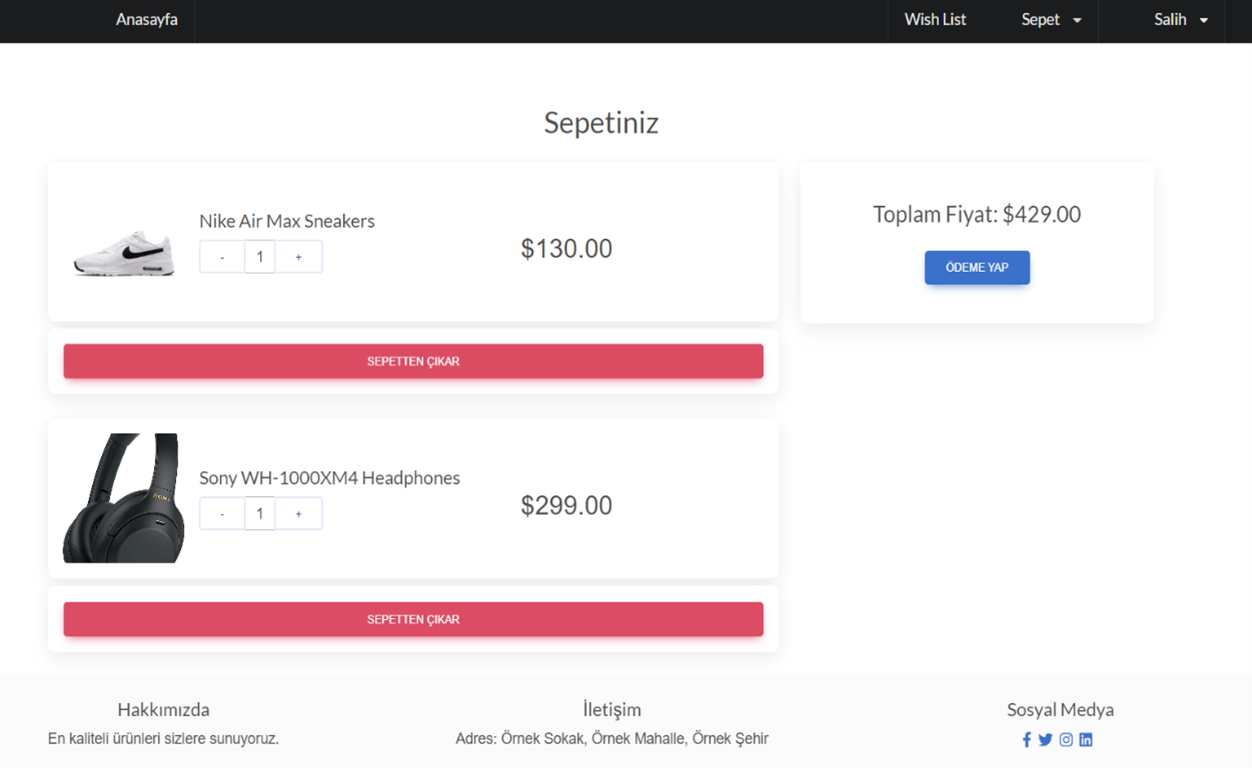 Anasayfa
Wish List
Sepet
Salih
Sepetiniz
Nike Air Max Sneakers
- 1 +
$130.00
SEPETTEN ÇIKAR
Toplam Fiyat: $429.00
ÖDEME YAP
SONY
Sony WH-1000XM4 Headphones
- 1 +
$299.00
SEPETTEN ÇIKAR
Hakkımızda
En kaliteli ürünleri sizlere sunuyoruz.
İletişim
Adres: Örnek Sokak, Örnek Mahalle, Örnek Şehir
Sosyal Medya